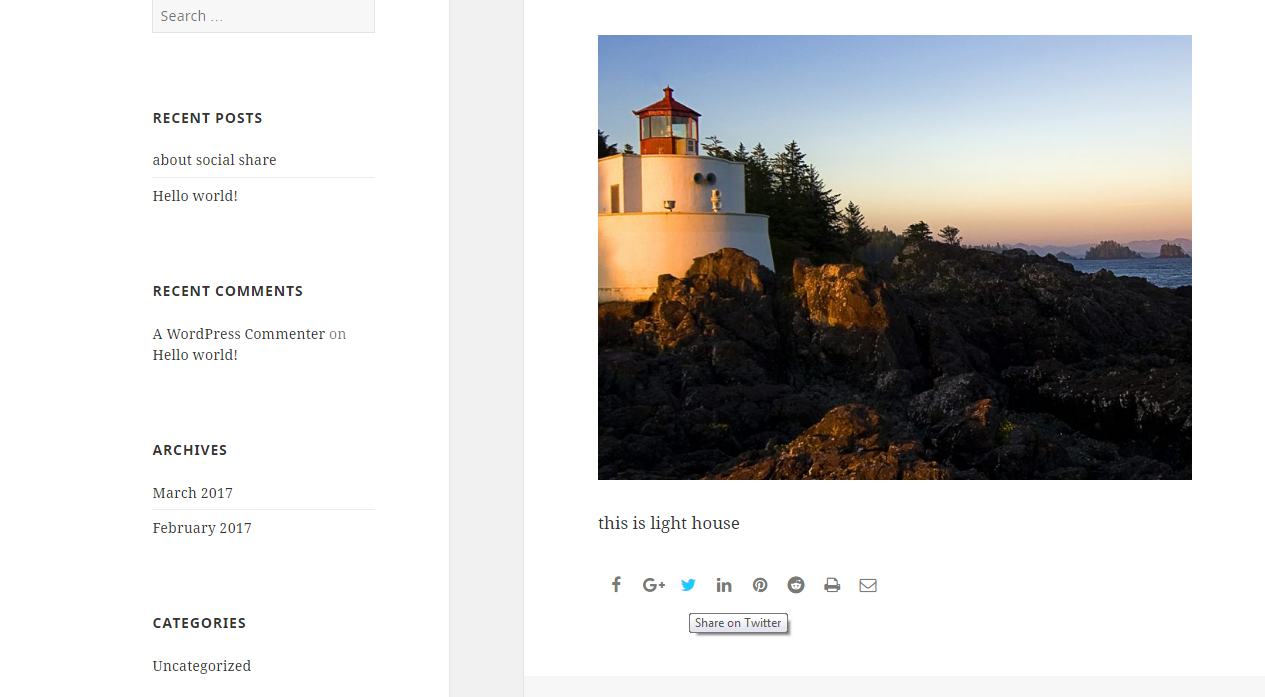 Search …
RECENT POSTS
about social share
Hello world!
RECENT COMMENTS
A WordPress Commenter on
Hello world!
ARCHIVES
March 2017
February 2017
CATEGORIES
Uncategorized
this is light house
Share on Twitter